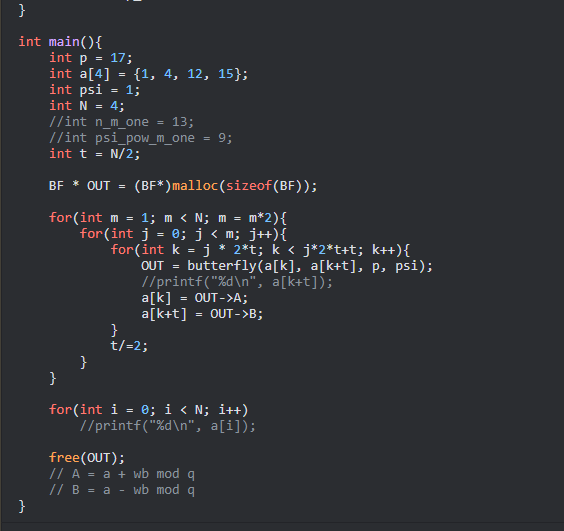 }
int main(){
int p = 17;
int a[4] = {1, 4, 12, 15};
int psi = 1;
int N = 4;
//int n_m_one = 13;
//int psi_pow_m_one = 9;
int t = N/2;
BF * OUT = (BF*)malloc(sizeof(BF));
for(int m = 1; m < N; m = m*2){
for(int j = 0; j < m; j++){
for(int k = j * 2*t; k < j*2*t+t; k++){
OUT = butterfly(a[k], a[k+t], p, psi);
//printf("%d\n", a[k+t]);
a[k] = OUT->A;
a[k+t] = OUT->B;
}
t/=2;
}
}
for(int i = 0; i < N; i++)
//printf("%d\n", a[i]);
free(OUT);
// A = a + wb mod q
// B = a - wb mod q
}